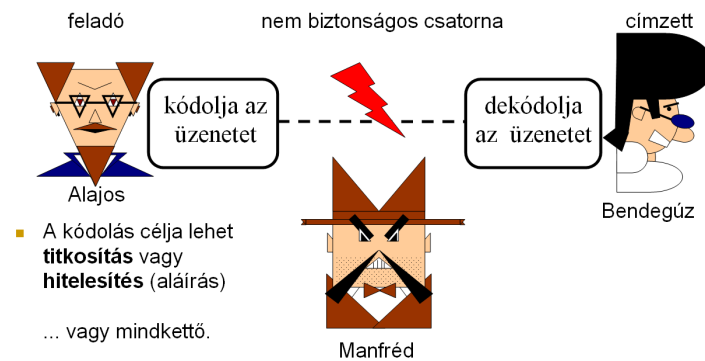 feladó nem biztonságos csatorna címzett
kódolja az
üzenetet
dekódolja
az üzenetet
Alajos
Bendegúz
Manfréd
■ A kódolás célja lehet
titkosítás vagy
hitelesítés (aláírás)
... vagy mindkettő.